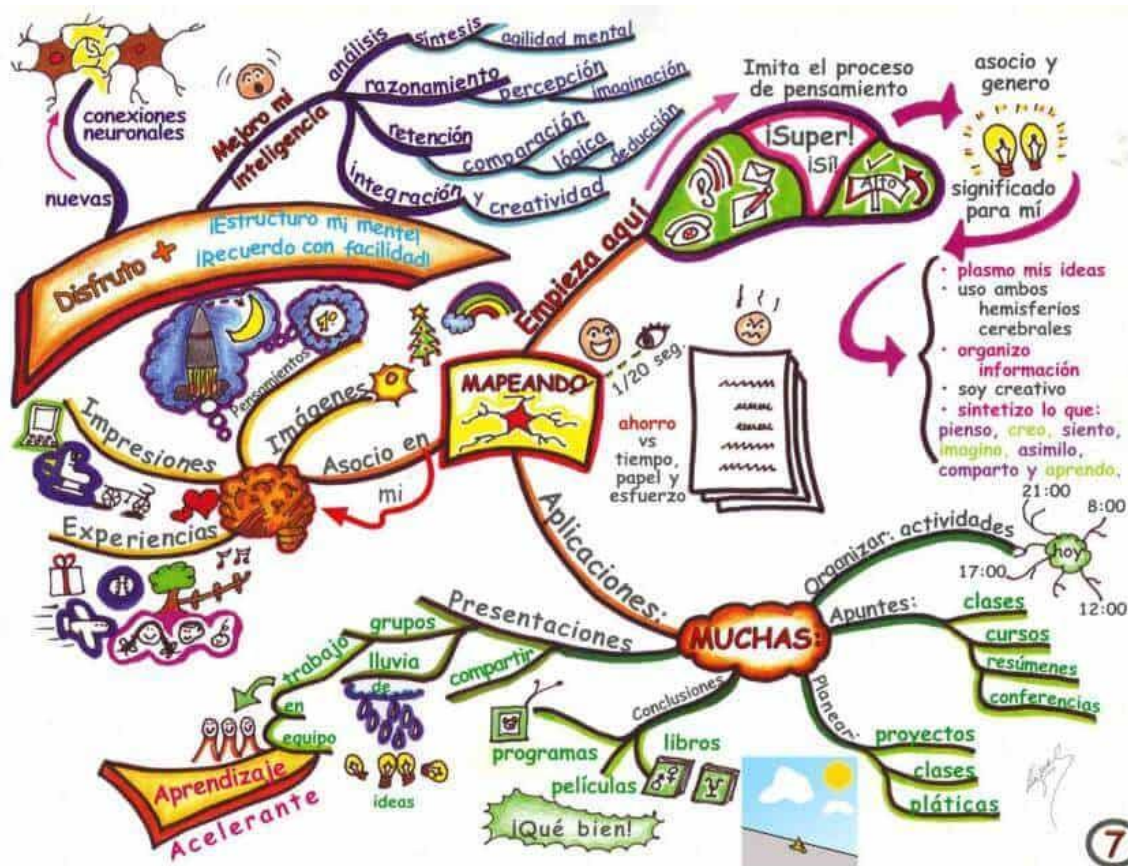 conexiones
neuronales
nuevas
Mejoro mi
inteligencia
análisis
síntesis
agilidad mental
razonamiento
percepción
imaginación
retención
comparación
lógica
deducción
integración y
creatividad
Disfruto +
¡Estructuro mi mente!
¡Recuerdo con facilidad!
Empieza aquí
Imita el proceso
de pensamiento
¡Super!
¡Sí!
ALTO
asocio y
genero
significado
para mí
· plasmo mis ideas
· uso ambos
hemisferios
cerebrales
· organizo
información
· soy creativo
· sintetizo lo que:
pienso, creo, siento,
imagino, asimilo,
comparto y aprendo.
MAPEANDO
1/20 seg.
ahorro
vs
tiempo,
papel y
esfuerzo
Asocio en
mi
Pensamientos
1º
Imágenes
Impresiones
Experiencias
Aplicaciones:
MUCHAS:
Organizar: actividades
hoy
21:00
8:00
17:00
12:00
Apuntes:
clases
cursos
resúmenes
conferencias
Planear:
proyectos
clases
pláticas
Conclusiones
programas
libros
películas
¡Qué bien!
Presentaciones
grupos
trabajo
en
equipo
lluvia
de
ideas
compartir
Aprendizaje
Acelerante
7